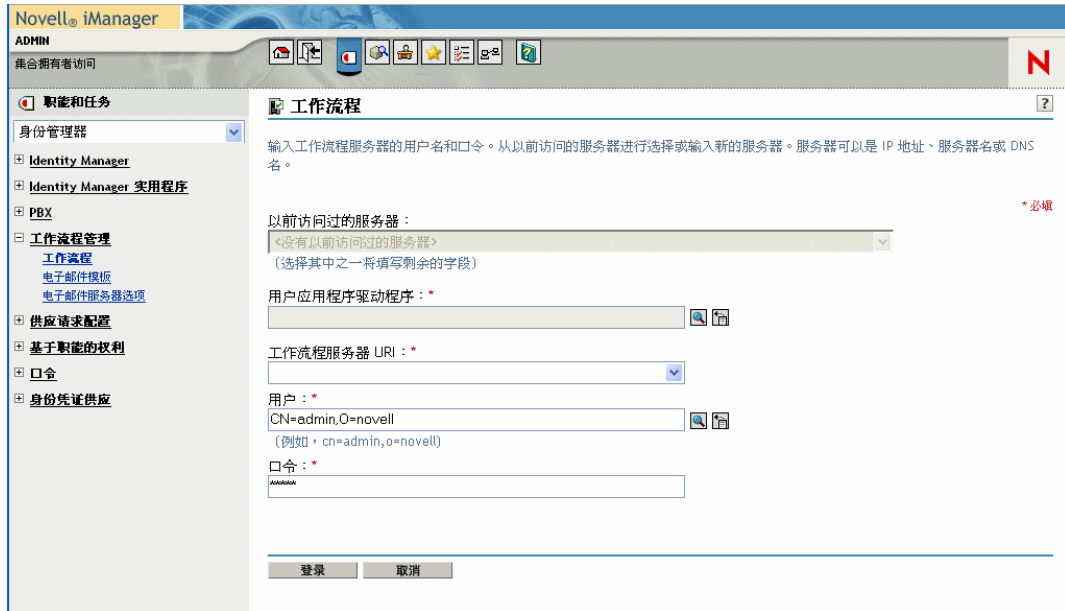 Novell® iManager
ADMIN
集合拥有者访问
N
职能和任务
身份管理器
Identity Manager
Identity Manager 实用程序
PBX
工作流程管理
工作流程
电子邮件模板
电子邮件服务器选项
供应请求配置
基于职能的权利
口令
身份凭证供应
工作流程
?
输入工作流程服务器的用户名和口令。从以前访问的服务器进行选择或输入新的服务器。服务器可以是 IP 地址、服务器名或 DNS
名。
*必填
以前访问过的服务器：
<没有以前访问过的服务器>
（选择其中之一将填写剩余的字段）
用户应用程序驱动程序：*
工作流程服务器 URI：*
用户：*
CN=admin,O=novell
（例如，cn=admin,o=novell）
口令：*
*****
登录
取消